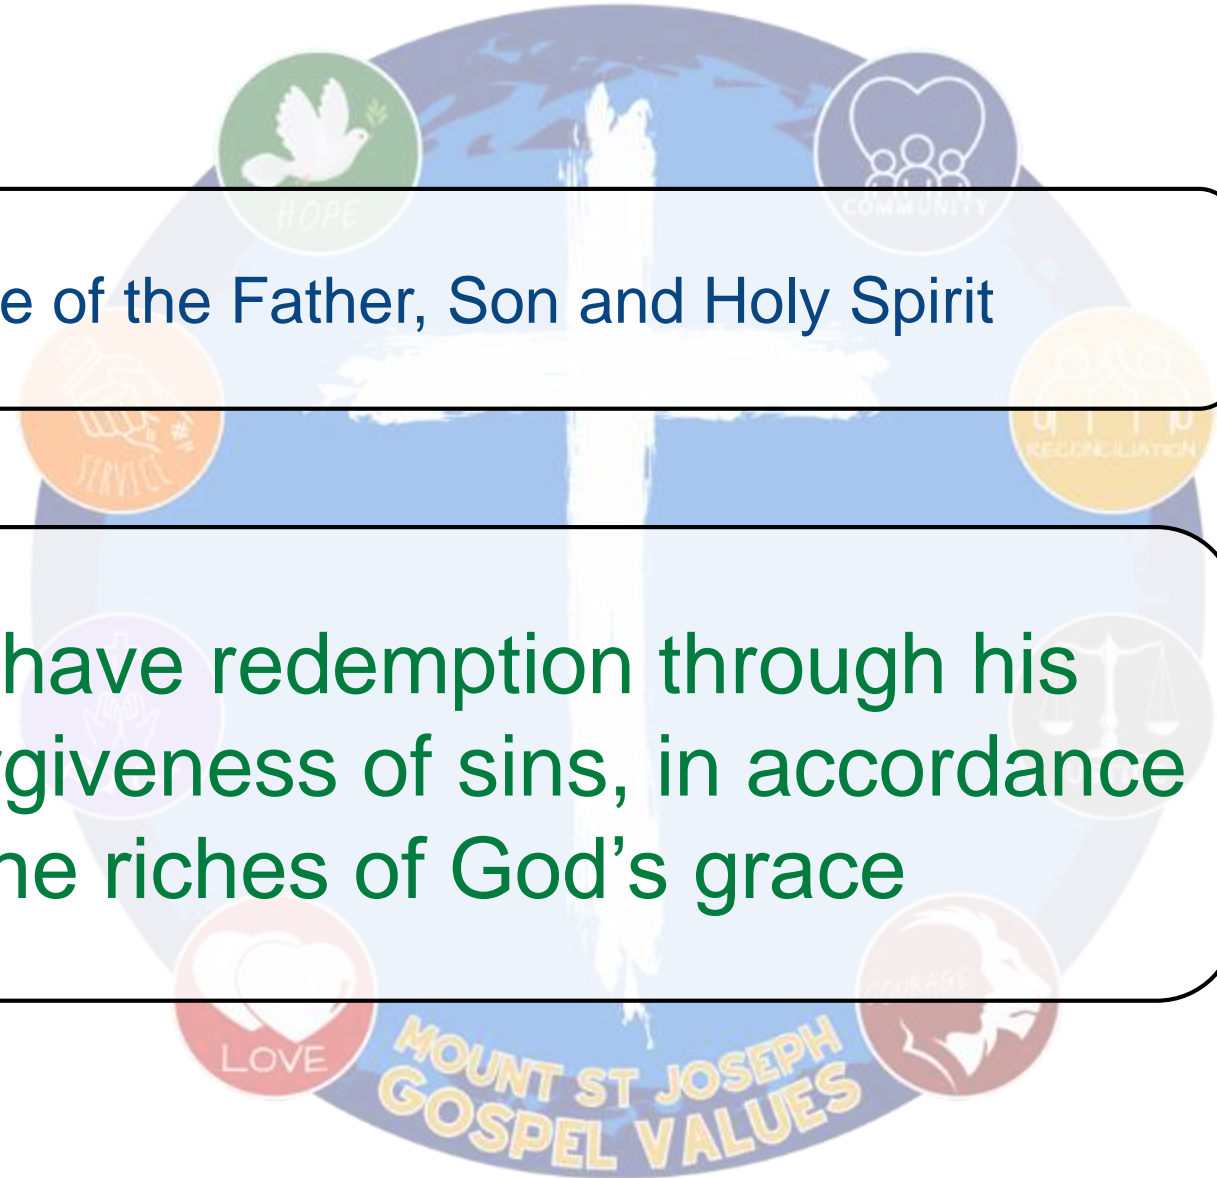 HOPE
COMMUNITY
e of the Father, Son and Holy Spirit
SERVICE
RECONCILIATION
have redemption through his
rgiveness of sins, in accordance
he riches of God’s grace
COURAGE
LOVE
MOUNT ST JOSEPH
GOSPEL VALUES